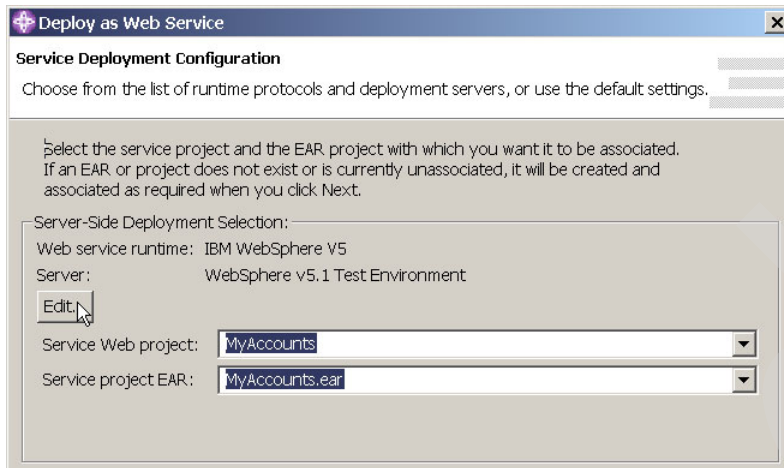 Deploy as Web Service
Service Deployment Configuration
Choose from the list of runtime protocols and deployment servers, or use the default settings.
Select the service project and the EAR project with which you want it to be associated.
If an EAR or project does not exist or is currently unassociated, it will be created and
associated as required when you click Next.
Server-Side Deployment Selection:
Web service runtime: IBM WebSphere V5
Server: WebSphere v5.1 Test Environment
Edit.
Service Web project: MyAccounts
Service project EAR: MyAccounts.ear